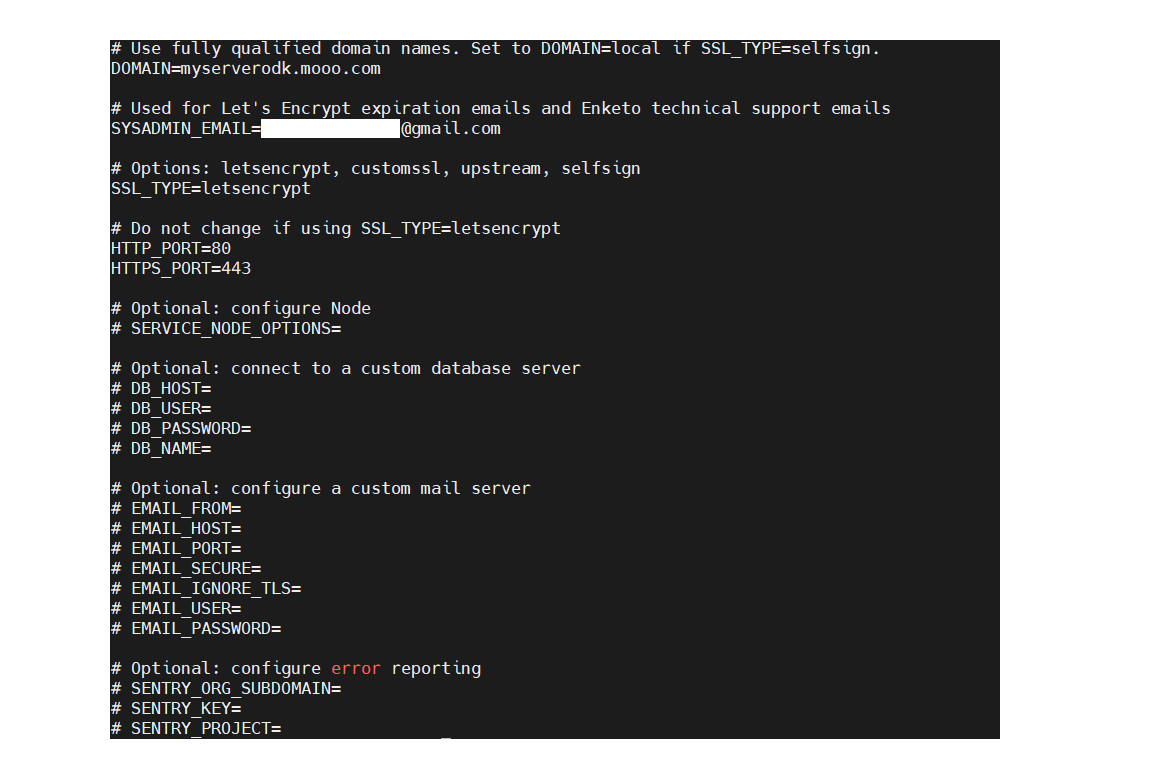 # Use fully qualified domain names. Set to DOMAIN=local if SSL_TYPE=selfsign.
DOMAIN=myserverodk.mooo.com
# Used for Let's Encrypt expiration emails and Enketo technical support emails
SYSADMIN_EMAIL= @gmail.com
# Options: letsencrypt, customssl, upstream, selfsign
SSL_TYPE=letsencrypt
# Do not change if using SSL_TYPE=letsencrypt
HTTP_PORT=80
HTTPS_PORT=443
# Optional: configure Node
# SERVICE_NODE_OPTIONS=
# Optional: connect to a custom database server
# DB_HOST=
# DB_USER=
# DB_PASSWORD=
# DB_NAME=
# Optional: configure a custom mail server
# EMAIL_FROM=
# EMAIL_HOST=
# EMAIL_PORT=
# EMAIL_SECURE=
# EMAIL_IGNORE_TLS=
# EMAIL_USER=
# EMAIL_PASSWORD=
# Optional: configure error reporting
# SENTRY_ORG_SUBDOMAIN=
# SENTRY_KEY=
# SENTRY_PROJECT=